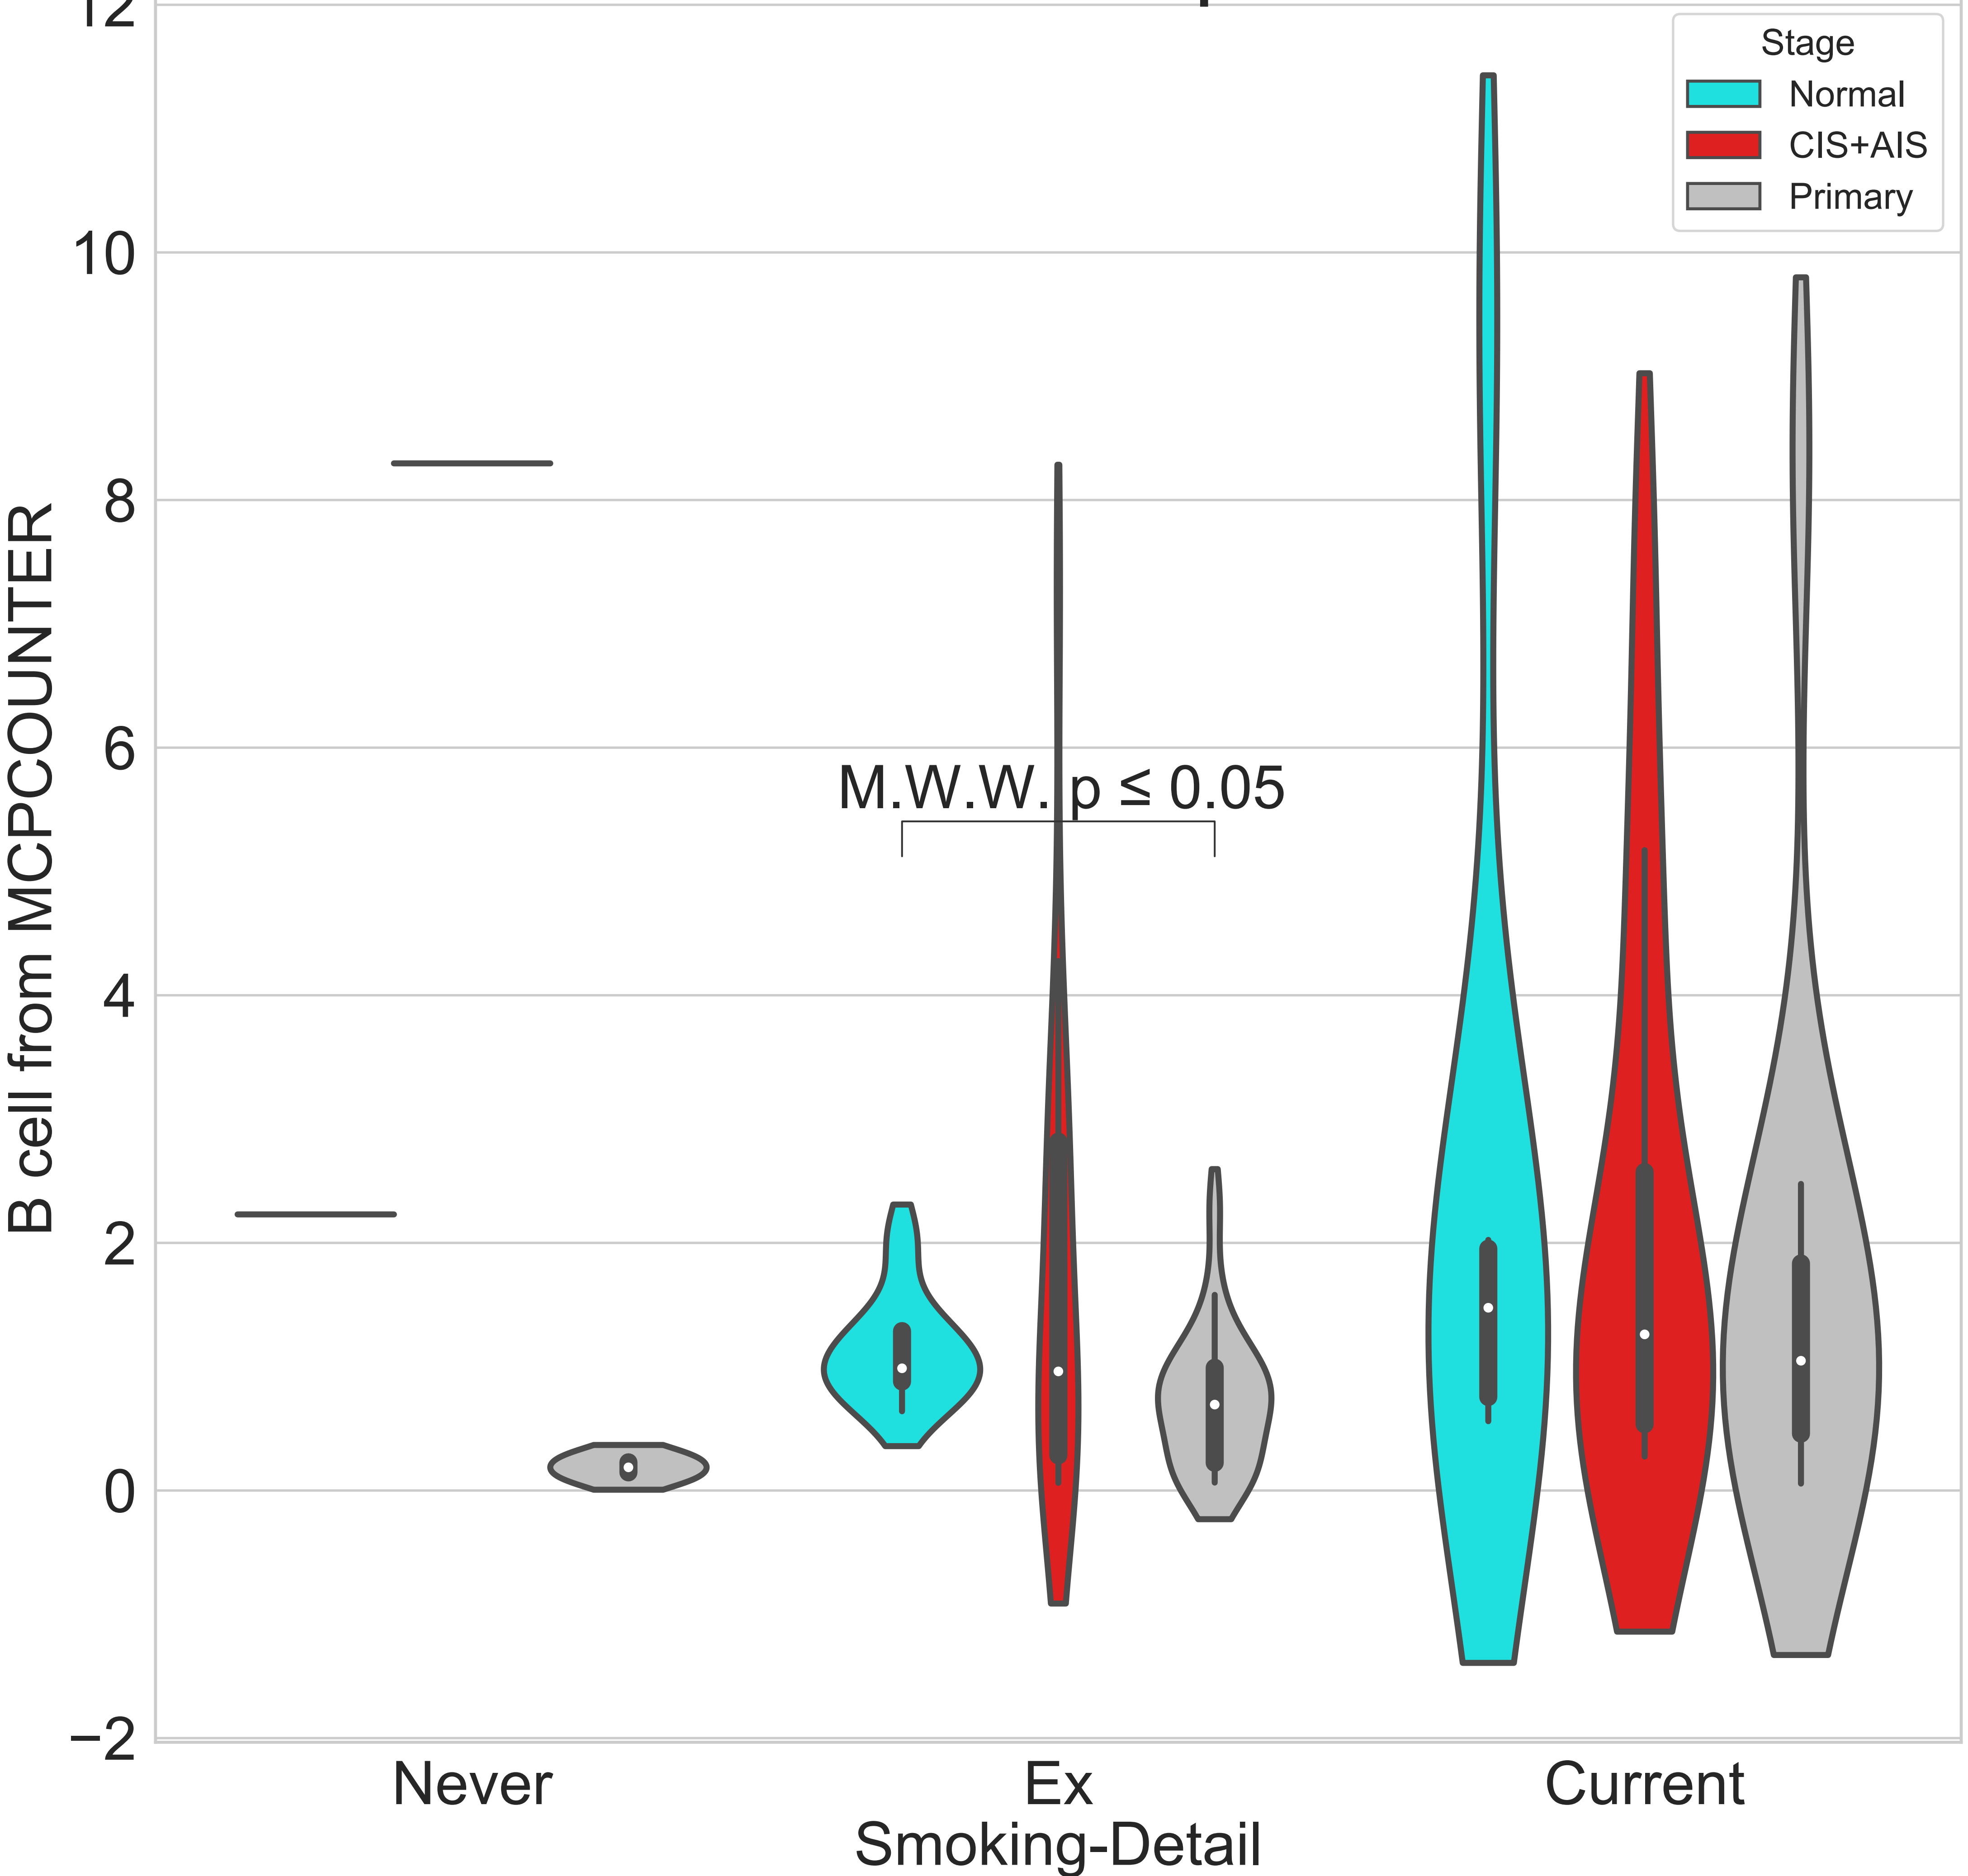 12
10
8
6
4
2
0
−2
B cell from MCPCOUNTER
Stage
Normal
CIS+AIS
Primary
M.W.W. p ≤ 0.05
Never
Ex
Current
Smoking-Detail